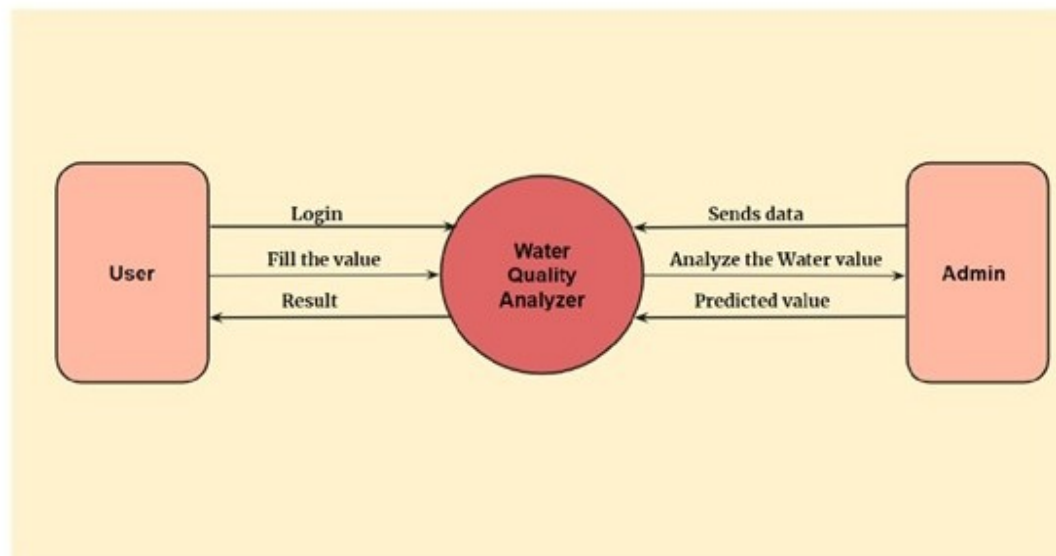 Login
Fill the value
Result
User
Water
Quality
Analyzer
Sends data
Analyze the Water value
Predicted value
Admin